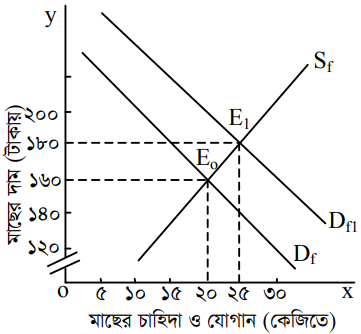 y
মাছের দাম (টাকায়)
২০০
১৮০
১৬০
১৪০
১২০
S_f
E_1
E_0
D_f1
D_f
o
৫ ১০ ১৫ ২০ ২৫ ৩০
x
মাছের চাহিদা ও যোগান (কেজিতে)